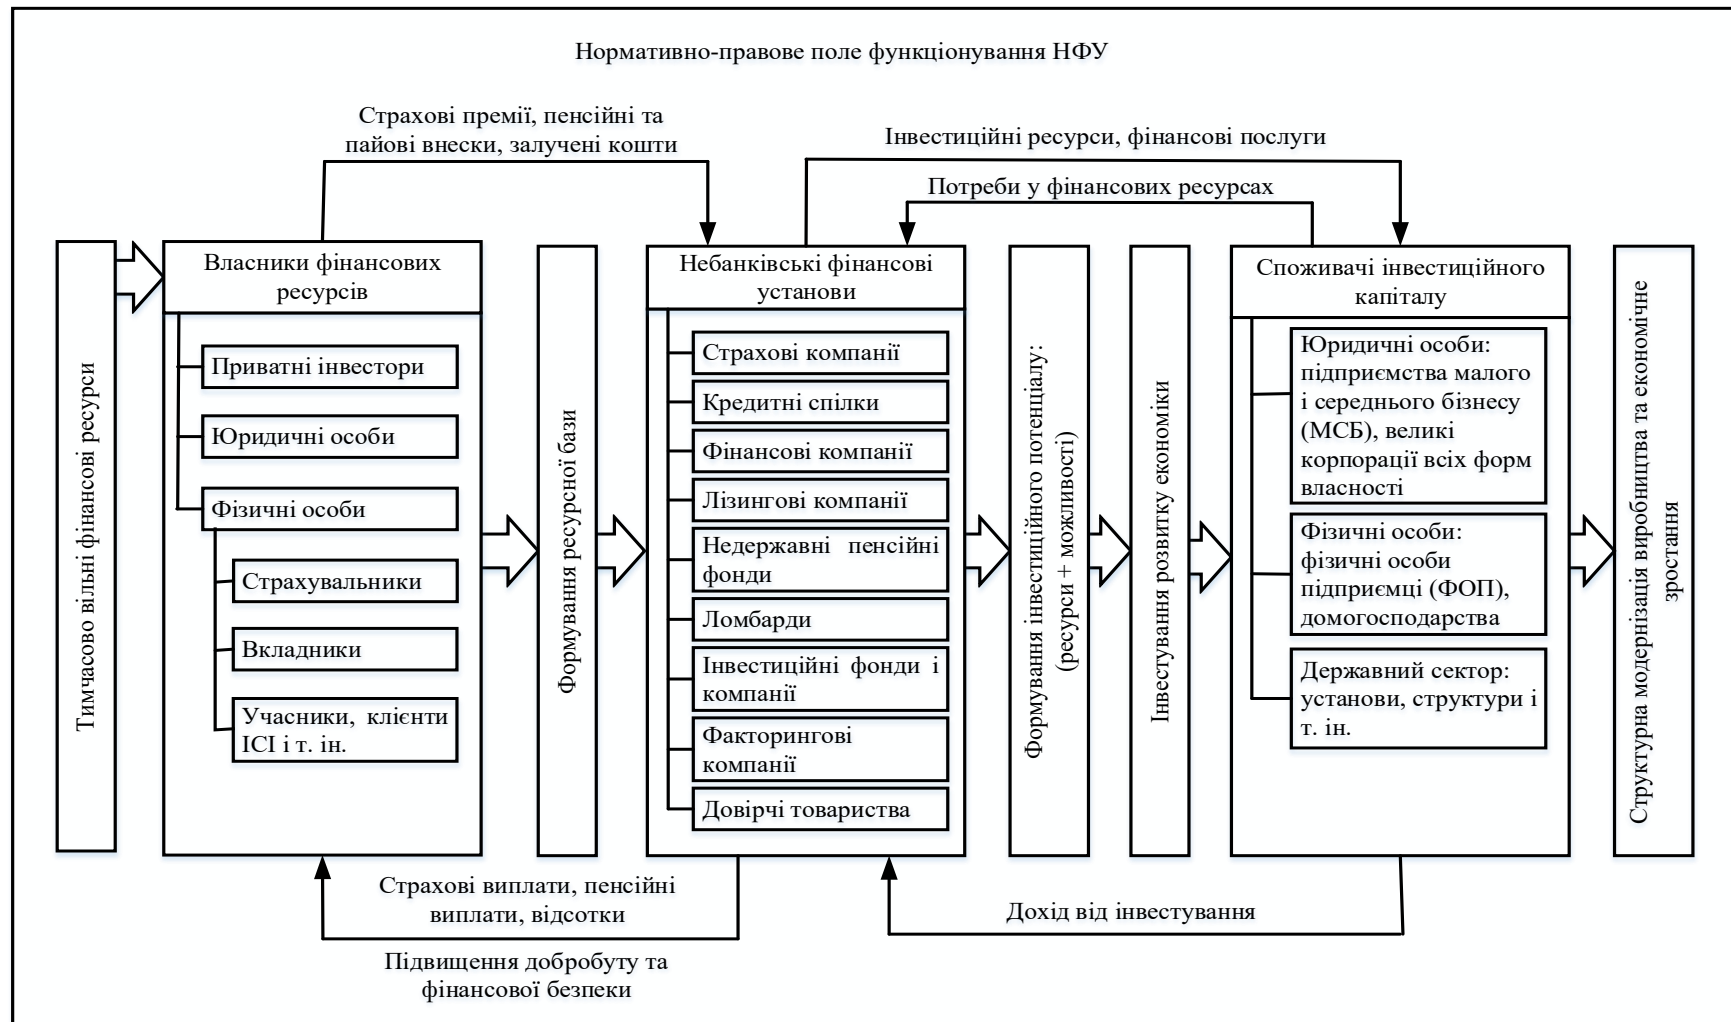 Нормативно-правове поле функціонування НФУ
Страхові премії, пенсійні та
пайові внески, залучені кошти
Інвестиційні ресурси, фінансові послуги
Потреби у фінансових ресурсах
Тимчасово вільні фінансові ресурси
Власники фінансових
ресурсів
Приватні інвестори
Юридичні особи
Фізичні особи
Страхувальники
Вкладники
Учасники, клієнти
ІСІ і т. ін.
Формування ресурсної бази
Небанківські фінансові
установи
Страхові компанії
Кредитні спілки
Фінансові компанії
Лізингові компанії
Недержавні пенсійні
фонди
Ломбарди
Інвестиційні фонди і
компанії
Факторингові
компанії
Довірчі товариства
Формування інвестиційного потенціалу:
(ресурси + можливості)
Інвестування розвитку економіки
Споживачі інвестиційного
капіталу
Юридичні особи:
підприємства малого
і середнього бізнесу
(МСБ), великі
корпорації всіх форм
власності
Фізичні особи:
фізичні особи
підприємці (ФОП),
домогосподарства
Державний сектор:
установи, структури і
т. ін.
Структурна модернізація виробництва та економічне
зростання
Страхові виплати, пенсійні
виплати, відсотки
Дохід від інвестування
Підвищення добробуту та
фінансової безпеки